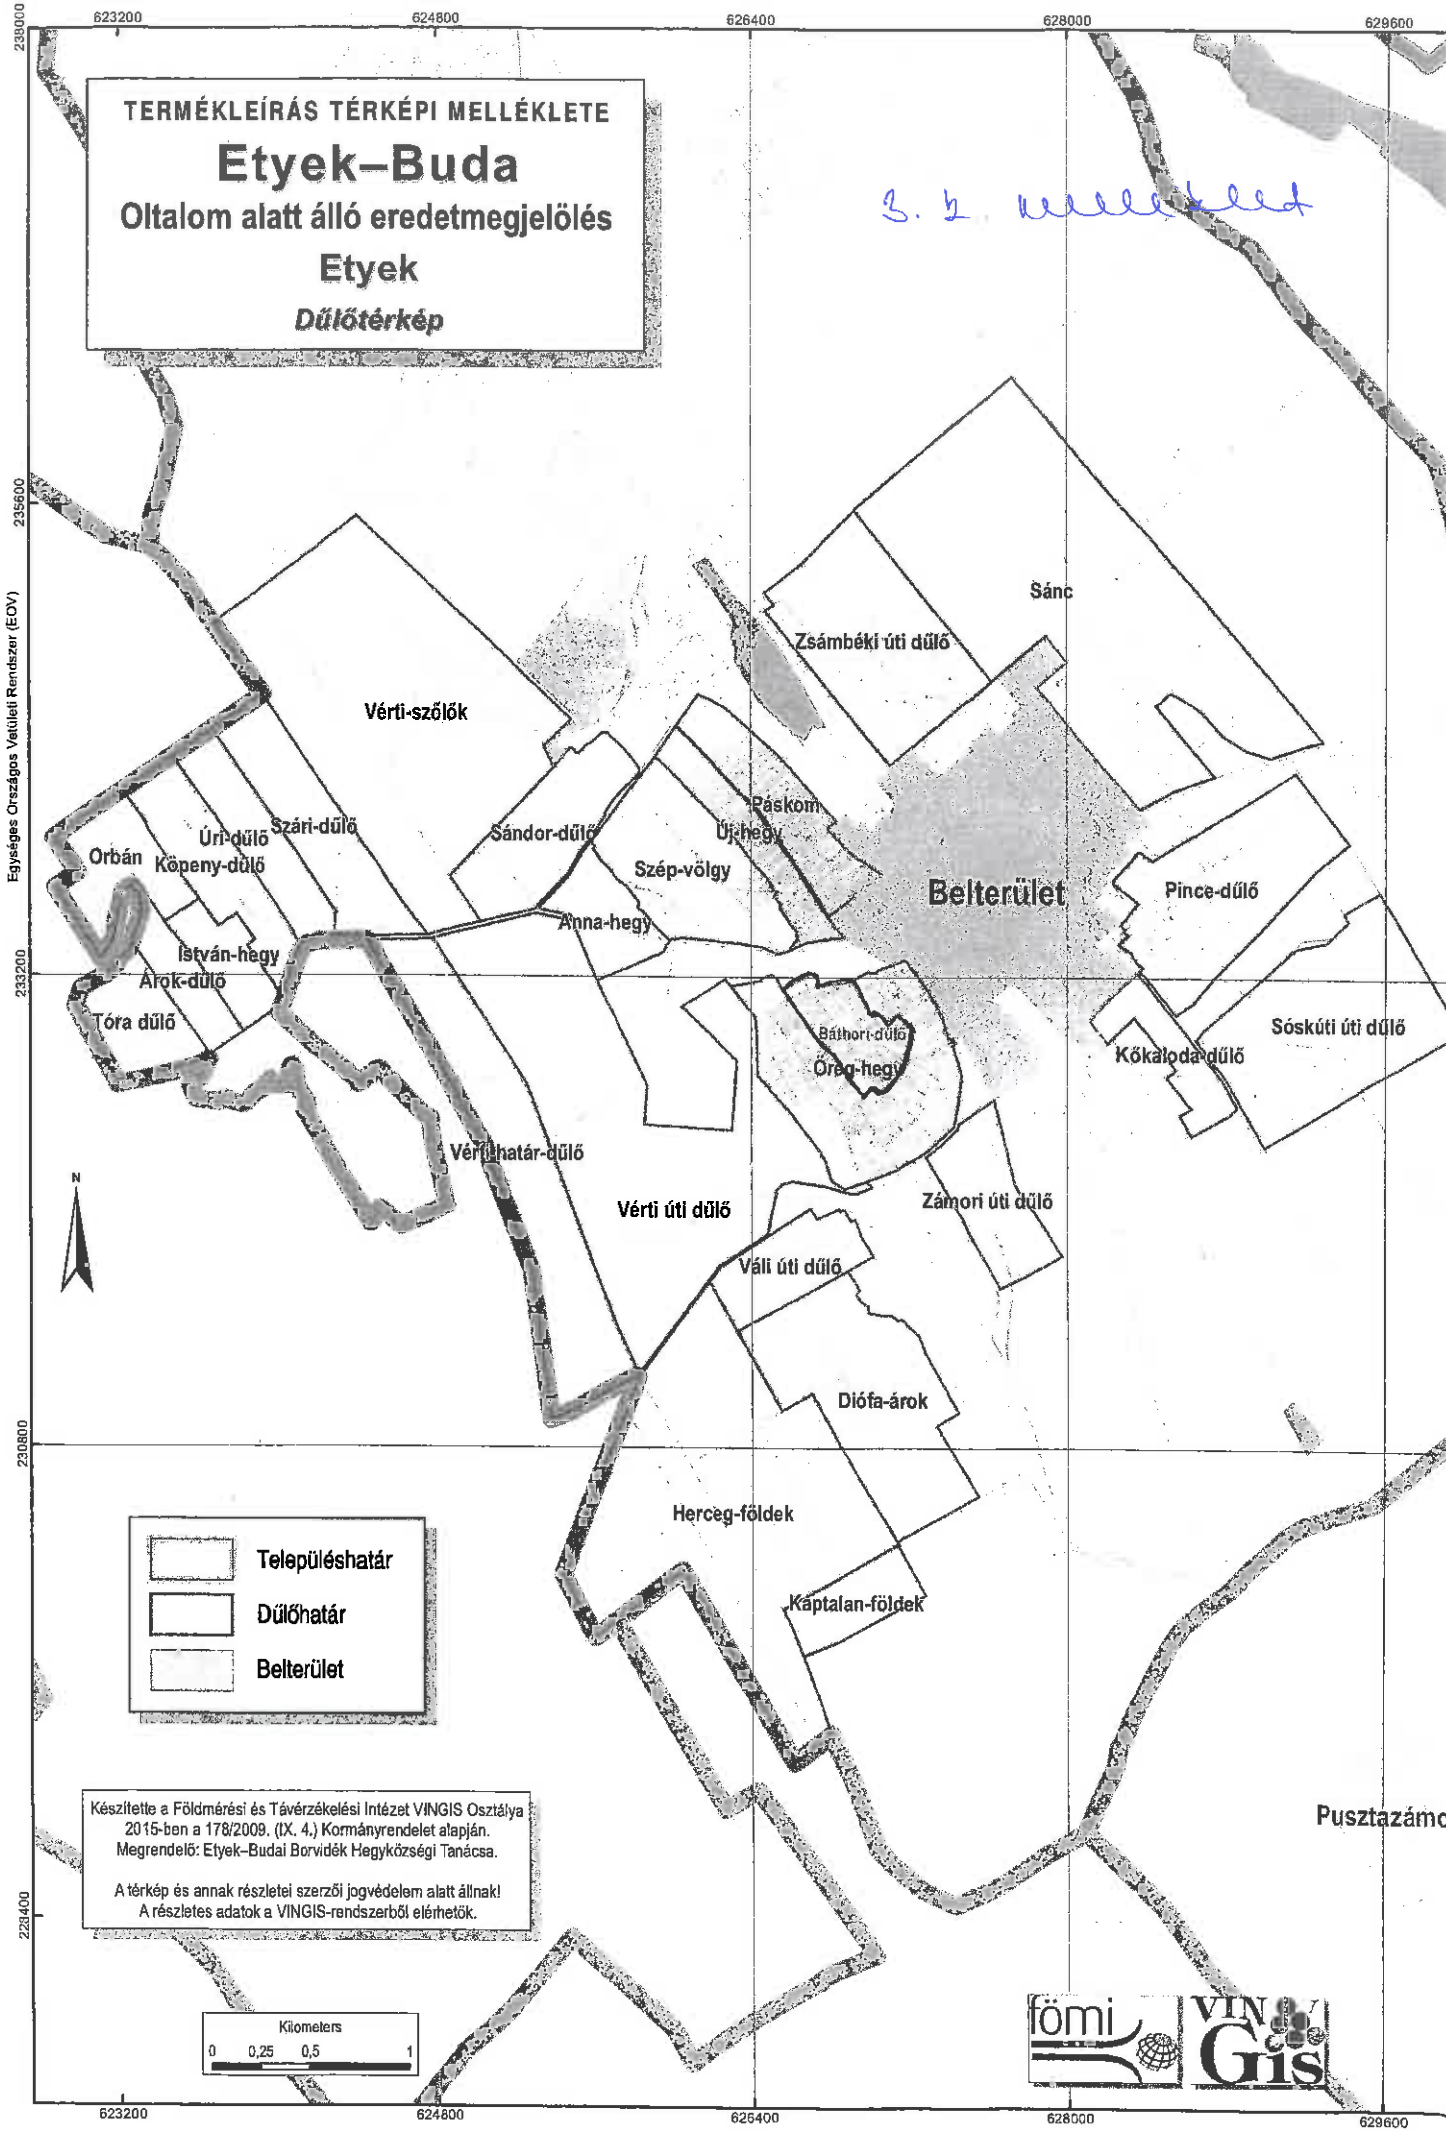 623200
624800
626400
628000
629600
238000
235600
233200
230800
228400
Egységes Országos Vetületi Rendszer (EOV)
TERMÉKLEÍRÁS TÉRKÉPI MELLÉKLETE
Etyek–Buda
Oltalom alatt álló eredetmegjelölés
Etyek
Dűlőtérkép
Sánc
Zsámbéki úti dűlő
Vérti-szőlők
Páskom
Új-hegy
Szári-dűlő
Sándor-dűlő
Úri-dűlő
Orbán
Köpeny-dűlő
Szép-völgy
Belterület
Pince-dűlő
Anna-hegy
István-hegy
Árok-dűlő
Tóra dűlő
Báthori-dűlő
Öreg-hegy
Sóskúti úti dűlő
Kőkaloda-dűlő
Vérti-határ-dűlő
Vérti úti dűlő
Zámori úti dűlő
Váli úti dűlő
N
Diófa-árok
Herceg-földek
Káptalan-földek
Településhatár
Dűlőhatár
Belterület
Pusztazámo
Készítette a Földmérési és Távérzékelési Intézet VINGIS Osztálya
2015-ben a 178/2009. (IX. 4.) Kormányrendelet alapján.
Megrendelő: Etyek–Budai Borvidék Hegyközségi Tanácsa.
A térkép és annak részletei szerzői jogvédelem alatt állnak!
A részletes adatok a VINGIS-rendszerből elérhetők.
Kilometers
0 0,25 0,5 1
fömi
VIN
Gis
623200
624800
626400
628000
629600